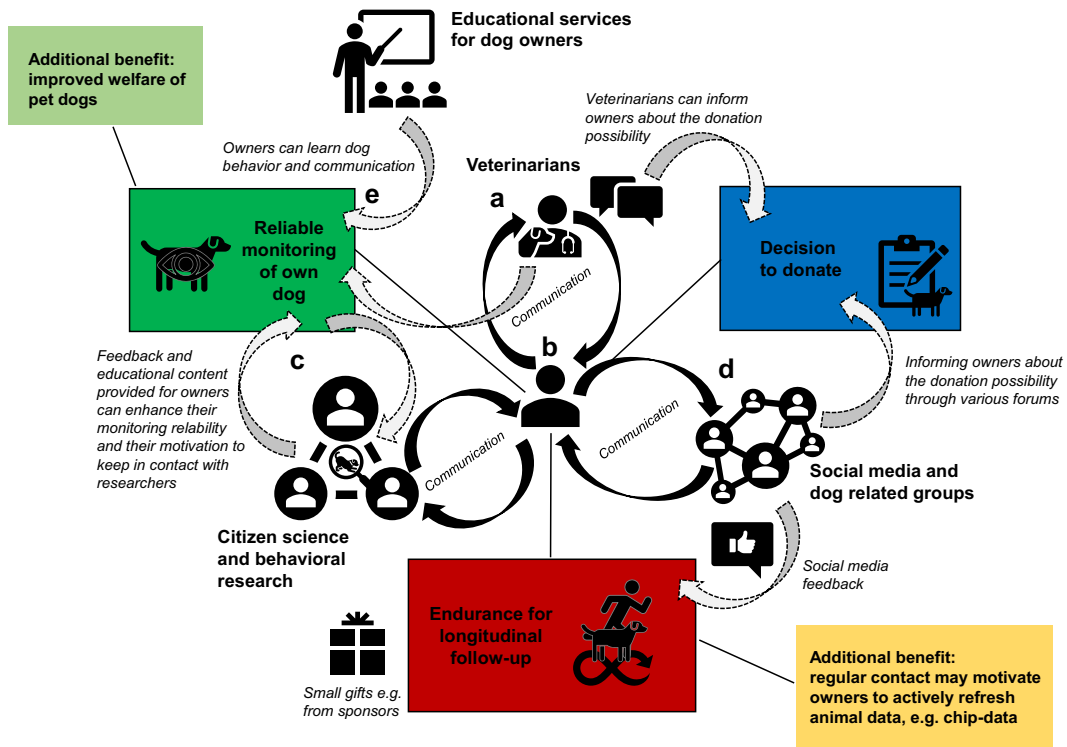 Educational services
for dog owners
Additional benefit:
improved welfare of
pet dogs
Veterinarians can inform
owners about the donation
possibility
Owners can learn dog
behavior and communication
Veterinarians
e
a
Reliable
monitoring
of own
dog
Decision
to donate
Communication
b
c
d
Feedback and
educational content
provided for owners
can enhance their
monitoring relability
and their motivation to
keep in contact with
researchers
Informing owners about
the donation possibility
through various forums
Communication
Communication
Social media and
dog related groups
Citizen science
and behavioral
research
Social media
feedback
Endurance for
longitudinal
follow-up
Small gifts e.g.
from sponsors
Additional benefit:
regular contact may motivate
owners to actively refresh
animal data, e.g. chip-data